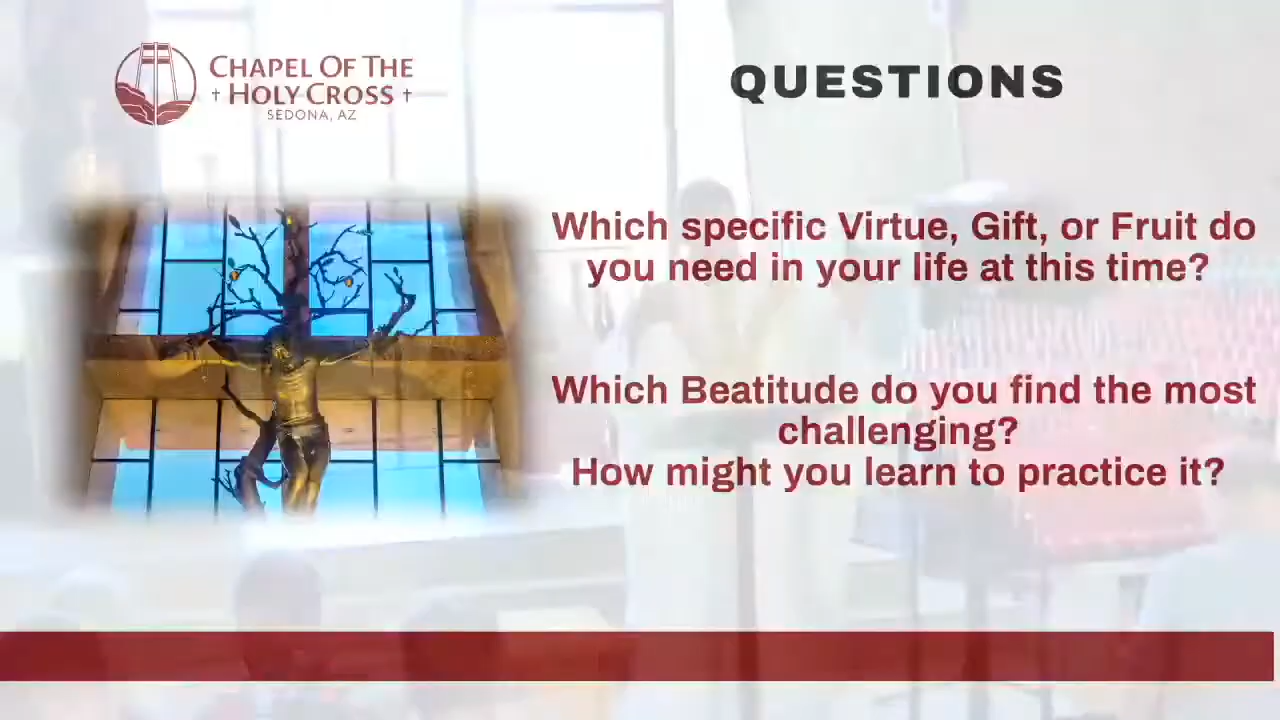 CHAPEL OF THE
HOLY CROSS
SEDONA, AZ
QUESTIONS
Which specific Virtue, Gift, or Fruit do
you need in your life at this time?
Which Beatitude do you find the most
challenging?
How might you learn to practice it?